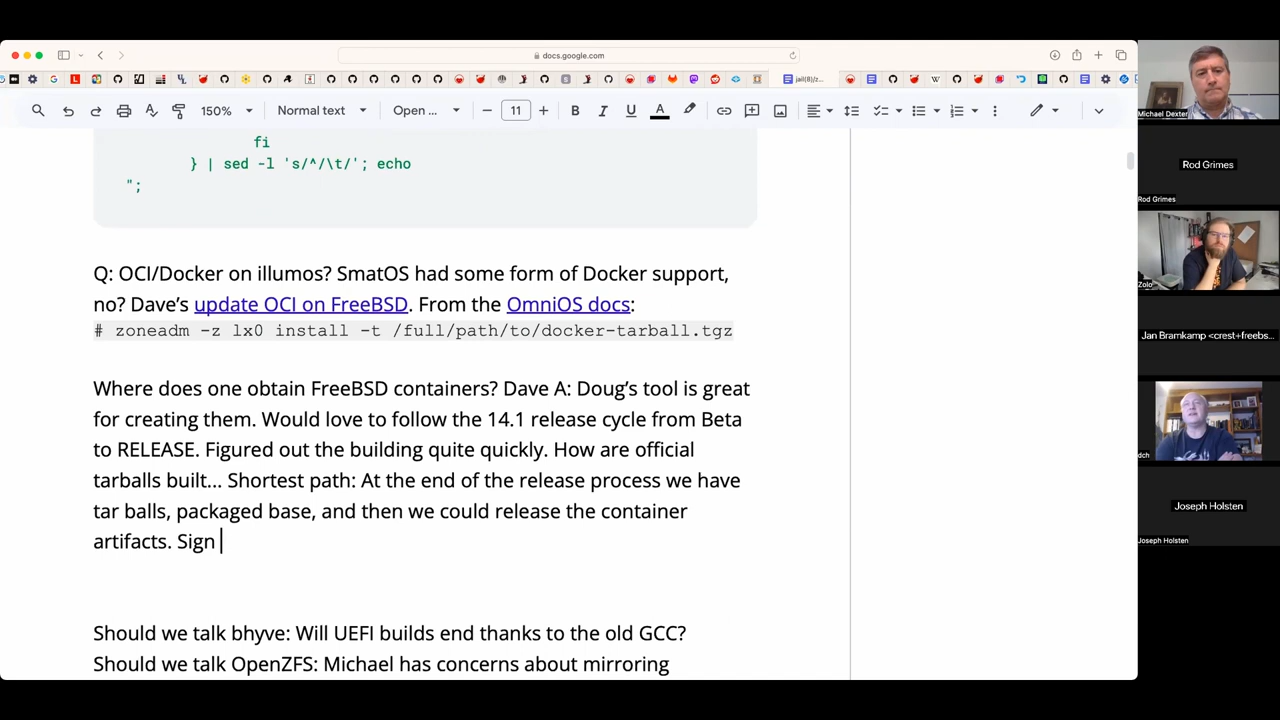 docs.google.com
jail(8)/z...
150%
Normal text
Open ...
11
B
I
U
A
fi
} | sed -l 's/^/\t/'; echo
";
Q: OCI/Docker on illumos? SmatOS had some form of Docker support,
no? Dave's update OCI on FreeBSD. From the OmniOS docs:
# zoneadm -z lx0 install -t /full/path/to/docker-tarball.tgz
Where does one obtain FreeBSD containers? Dave A: Doug's tool is great
for creating them. Would love to follow the 14.1 release cycle from Beta
to RELEASE. Figured out the building quite quickly. How are official
tarballs built... Shortest path: At the end of the release process we have
tar balls, packaged base, and then we could release the container
artifacts. Sign
Should we talk bhyve: Will UEFI builds end thanks to the old GCC?
Should we talk OpenZFS: Michael has concerns about mirroring
Michael Dexter
Rod Grimes
Rod Grimes
Zolo
Jan Bramkamp <crest+freebs...
dch
Joseph Holsten
Joseph Holsten